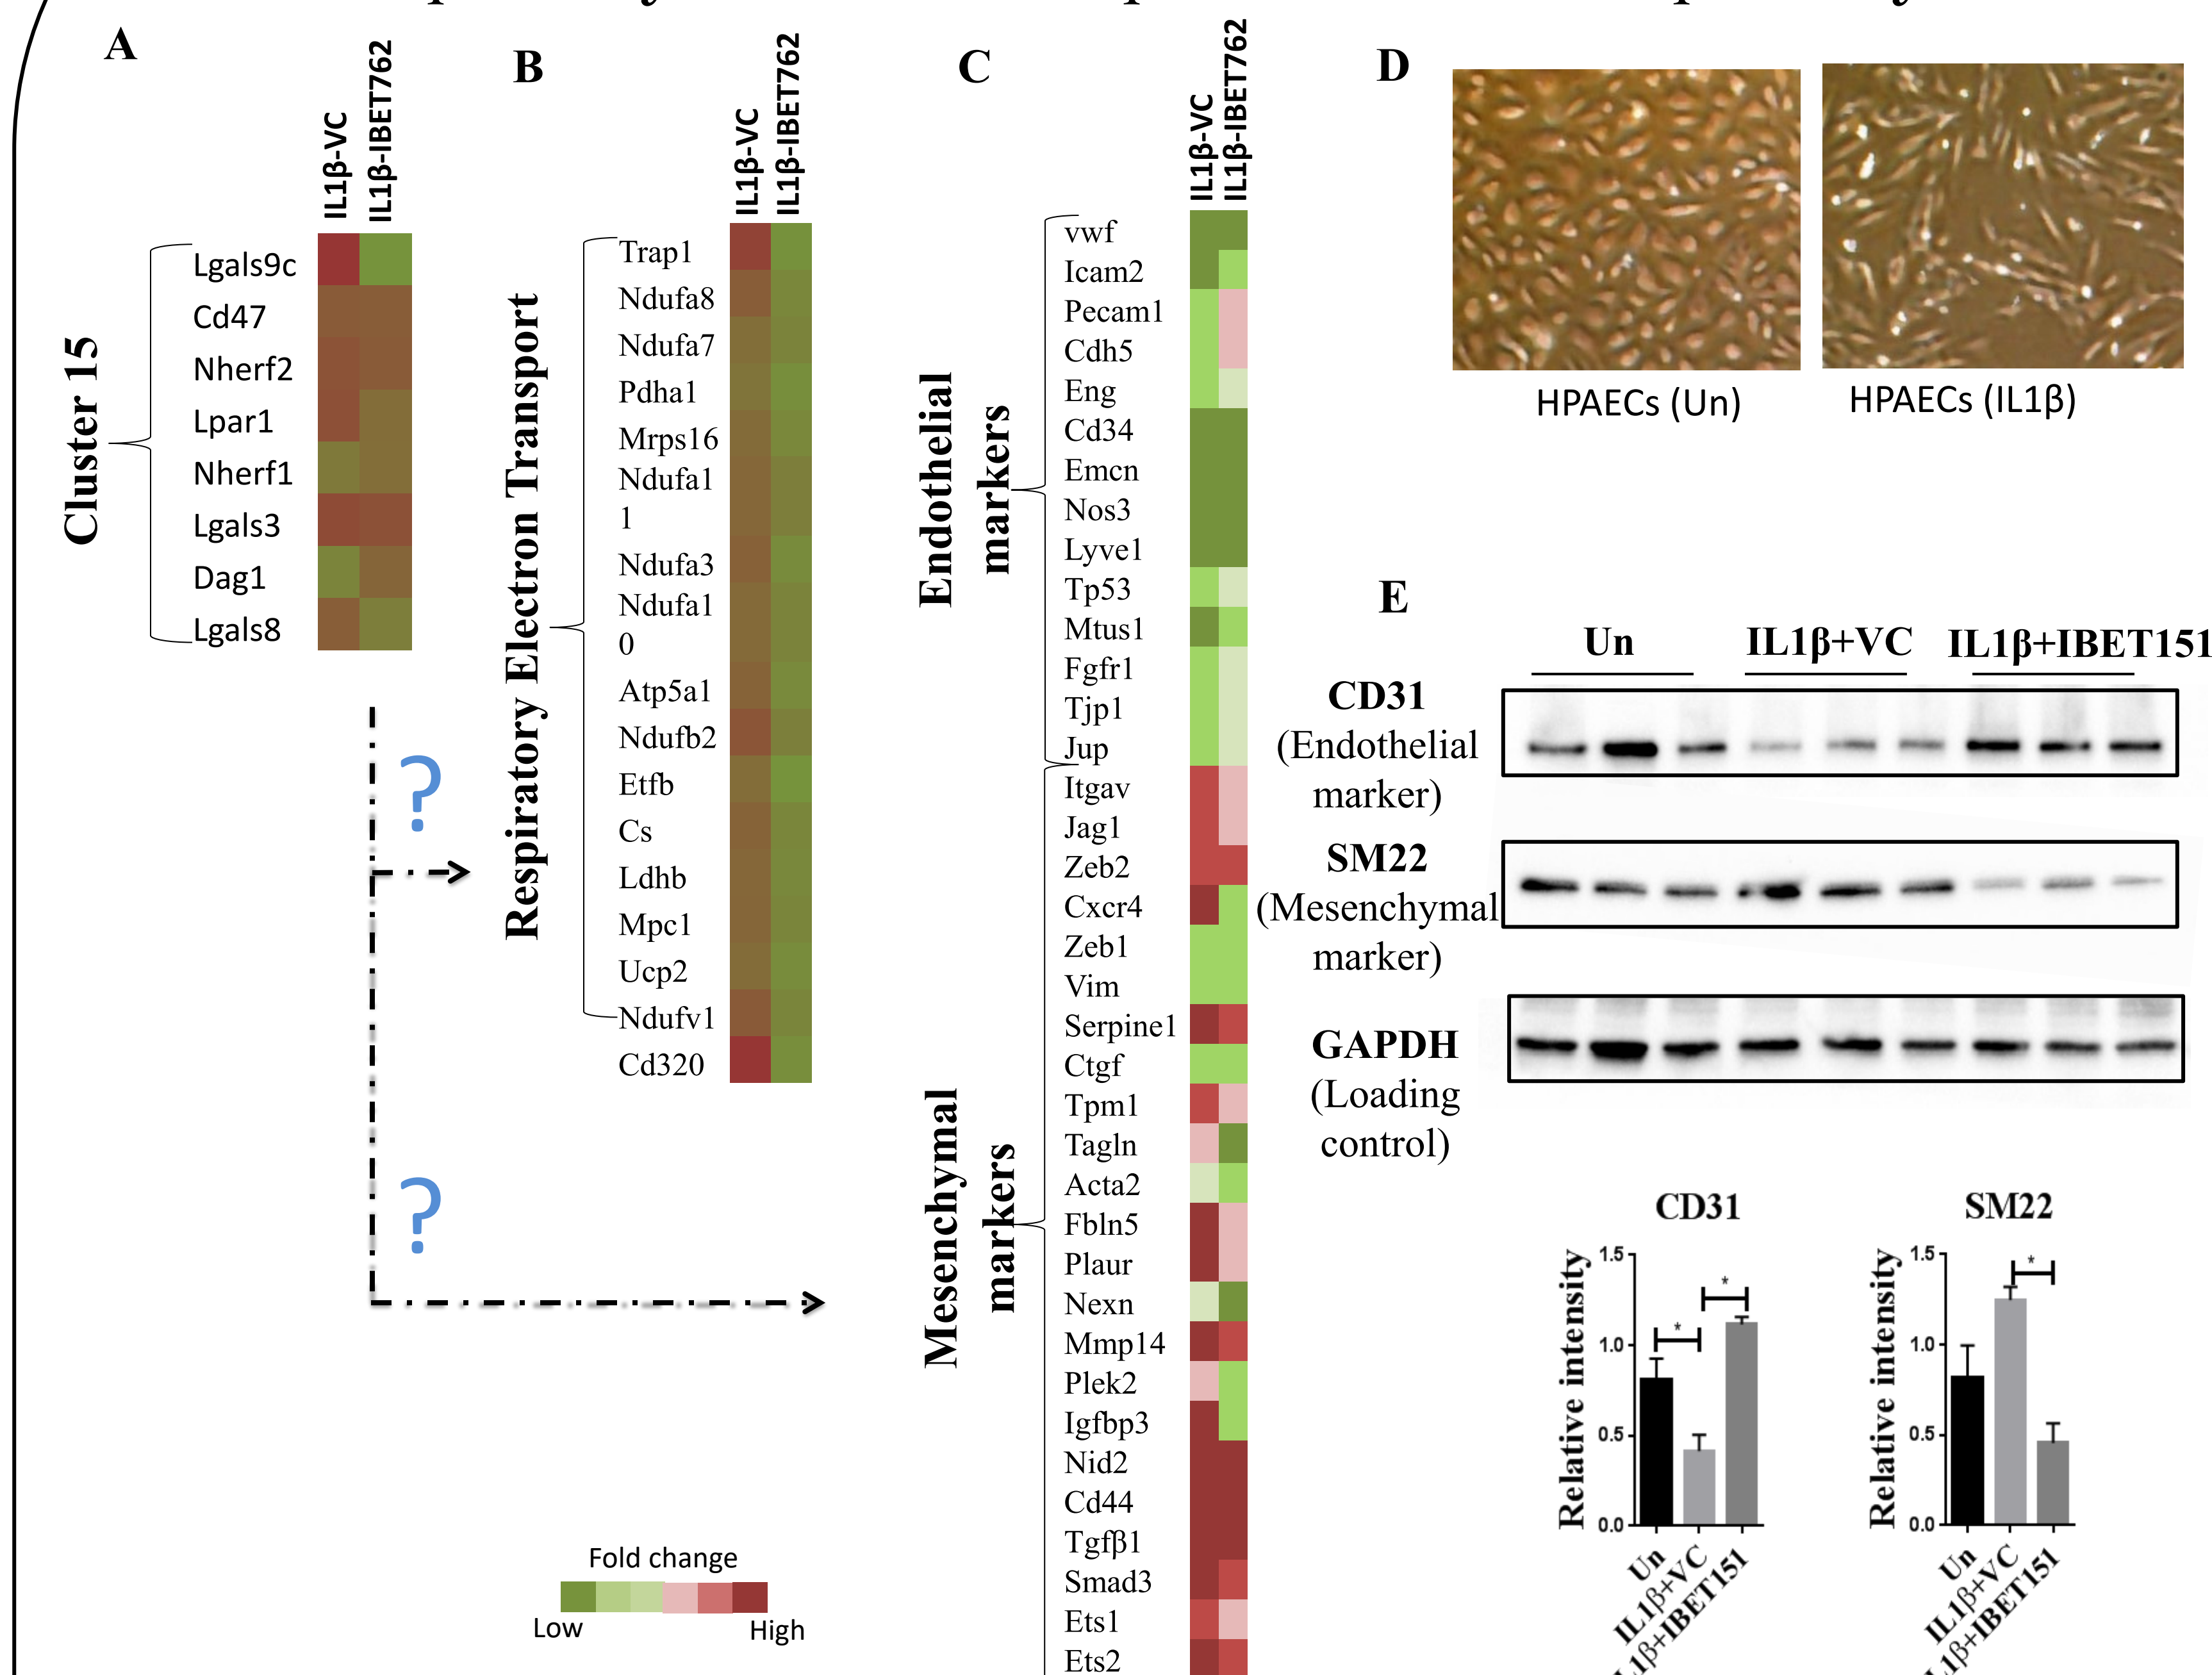 A
IL1β-VC
IL1β-IBET762
Cluster 15
Lgals9c
Cd47
Nherf2
Lpar1
Nherf1
Lgals3
Dag1
Lgals8
?
?
B
IL1β-VC
IL1β-IBET762
Respiratory Electron Transport
Trap1
Ndufa8
Ndufa7
Pdha1
Mrps16
Ndufa1
1
Ndufa3
Ndufa1
0
Atp5a1
Ndufb2
Etfb
Cs
Ldhb
Mpc1
Ucp2
Ndufv1
Cd320
Fold change
Low
High
C
IL1β-VC
IL1β-IBET762
Endothelial
markers
vwf
Icam2
Pecam1
Cdh5
Eng
Cd34
Emcn
Nos3
Lyve1
Tp53
Mtus1
Fgfr1
Tjp1
Jup
Mesenchymal
markers
Itgav
Jag1
Zeb2
Cxcr4
Zeb1
Vim
Serpine1
Ctgf
Tpm1
Tagln
Acta2
Fbln5
Plaur
Nexn
Mmp14
Plek2
Igfbp3
Nid2
Cd44
Tgfβ1
Smad3
Ets1
Ets2
D
HPAECs (Un)
HPAECs (IL1β)
E
Un
IL1β+VC
IL1β+IBET151
CD31
(Endothelial
marker)
SM22
(Mesenchymal
marker)
GAPDH
(Loading
control)
CD31
Relative intensity
1.5
1.0
0.5
0.0
*
*
Un
IL1β+VC
L1β+IBET151
SM22
Relative intensity
1.5
1.0
0.5
0.0
*
Un
IL1β+VC
L1β+IBET151